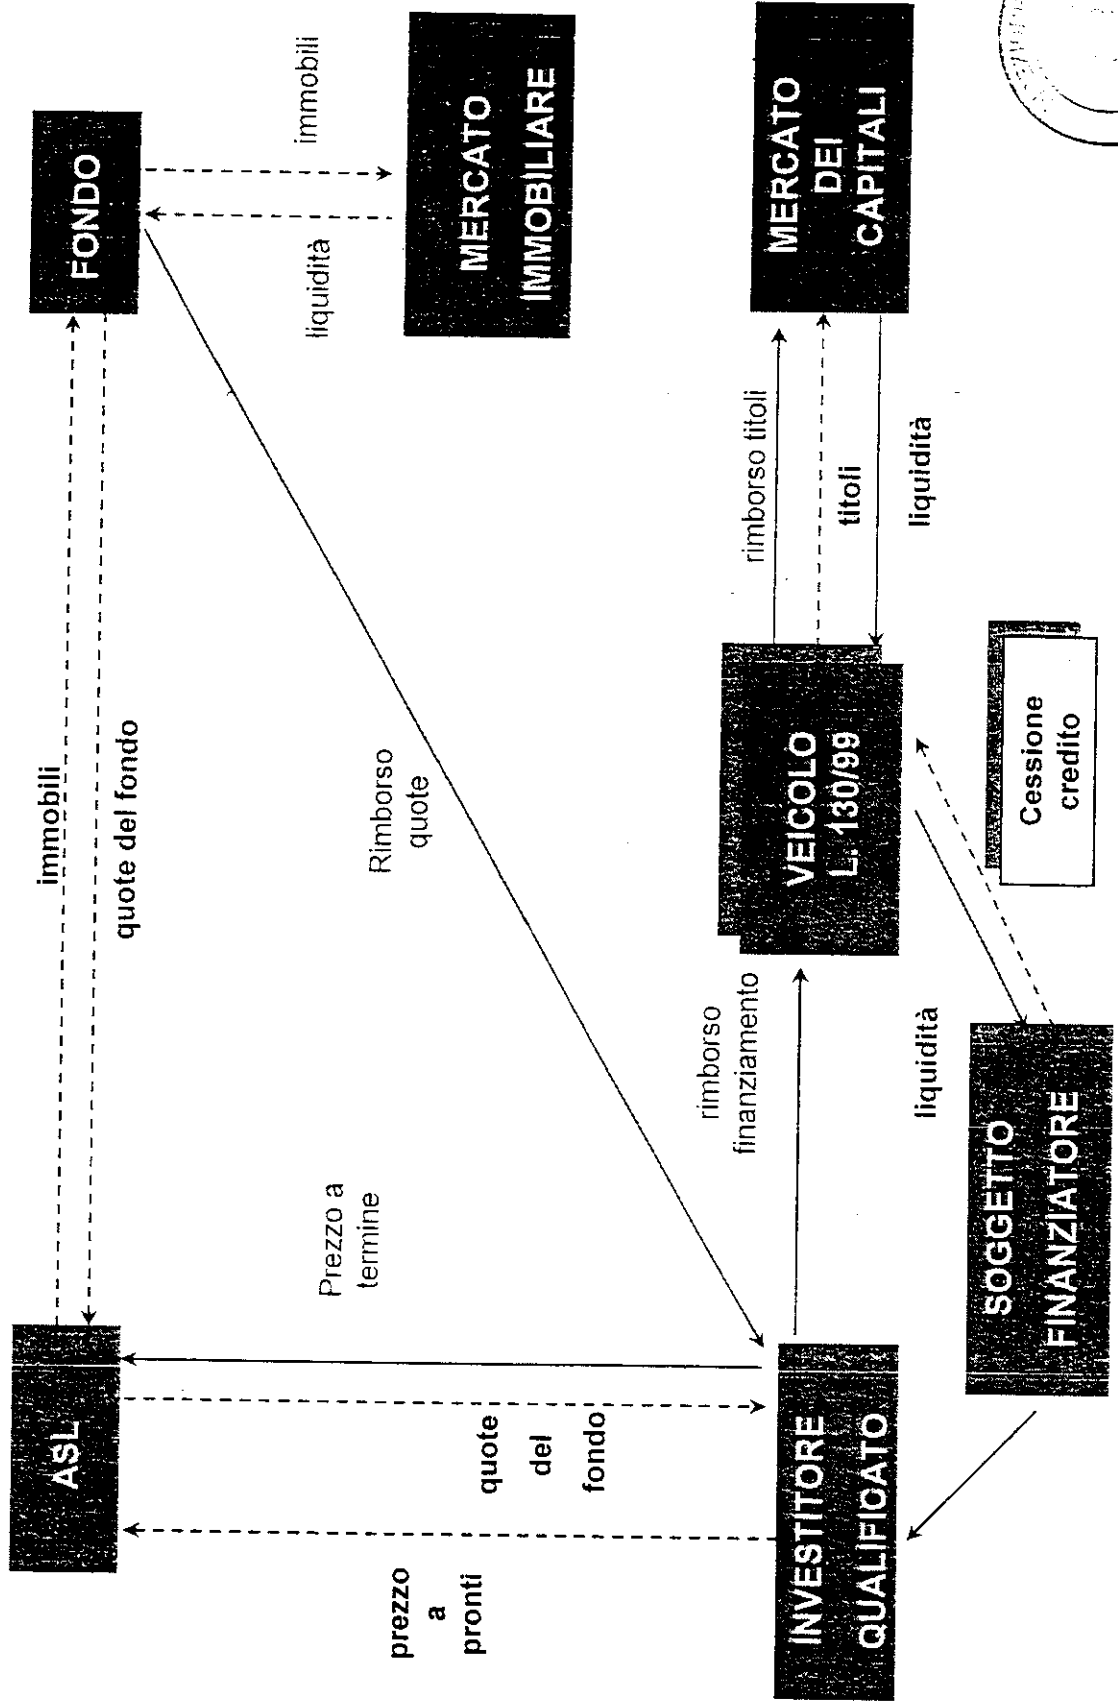 ASL
immobili
quote del fondo
FONDO
prezzo
a
pronti
quote
del
fondo
Prezzo a
termine
Rimborso
quote
liquidità
immobili
MERCATO
IMMOBILIARE
INVESTITORE
QUALIFICATO
rimborso
finanziamento
VEICOLO
L. 130/99
rimborso titoli
titoli
liquidità
MERCATO
DEI
CAPITALI
liquidità
SOGGETTO
FINANZIATORE
Cessione
credito